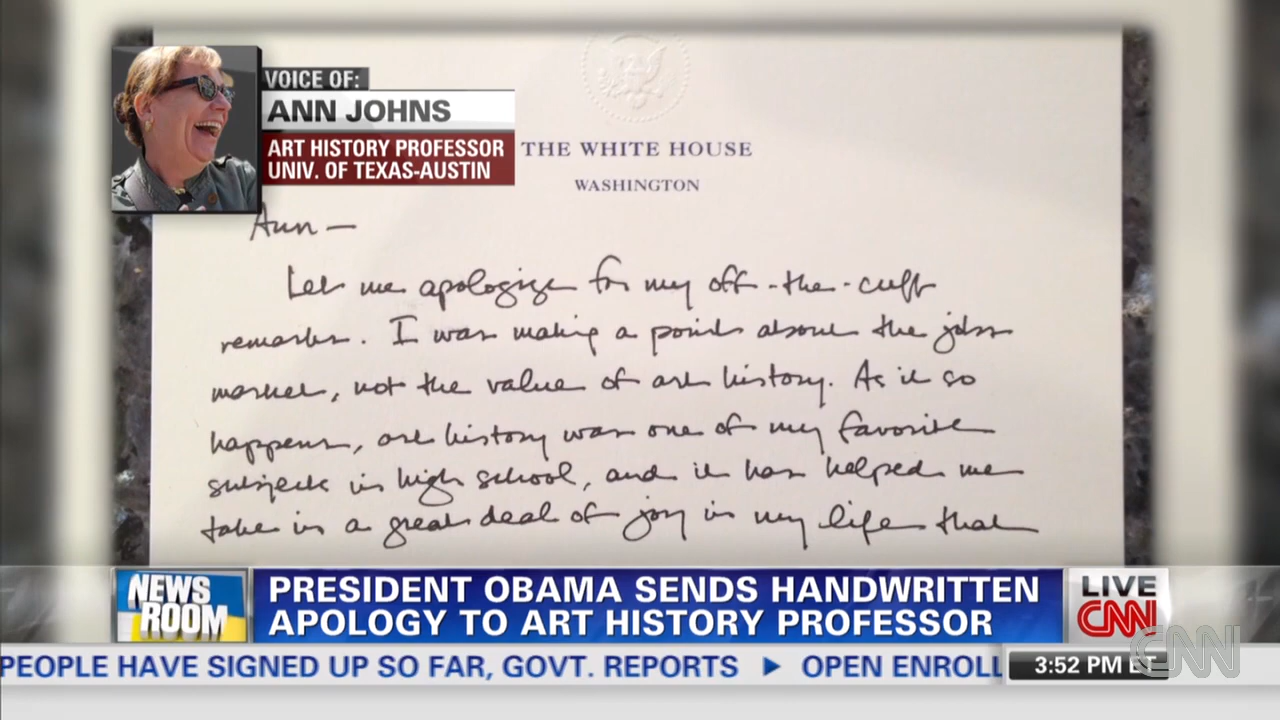 VOICE OF:
ANN JOHNS
ART HISTORY PROFESSOR
UNIV. OF TEXAS-AUSTIN
THE WHITE HOUSE
WASHINGTON
Ann —
Let me apologize for my off-the-cuff
remarks. I was making a point about the jobs
market, not the value of art history. As it so
happens, art history was one of my favorite
subjects in high school, and it has helped me
take in a great deal of joy in my life that
NEWS
ROOM
PRESIDENT OBAMA SENDS HANDWRITTEN
APOLOGY TO ART HISTORY PROFESSOR
LIVE
CNN
PEOPLE HAVE SIGNED UP SO FAR, GOVT. REPORTS ▶ OPEN ENROLL
3:52 PM ET
CNN